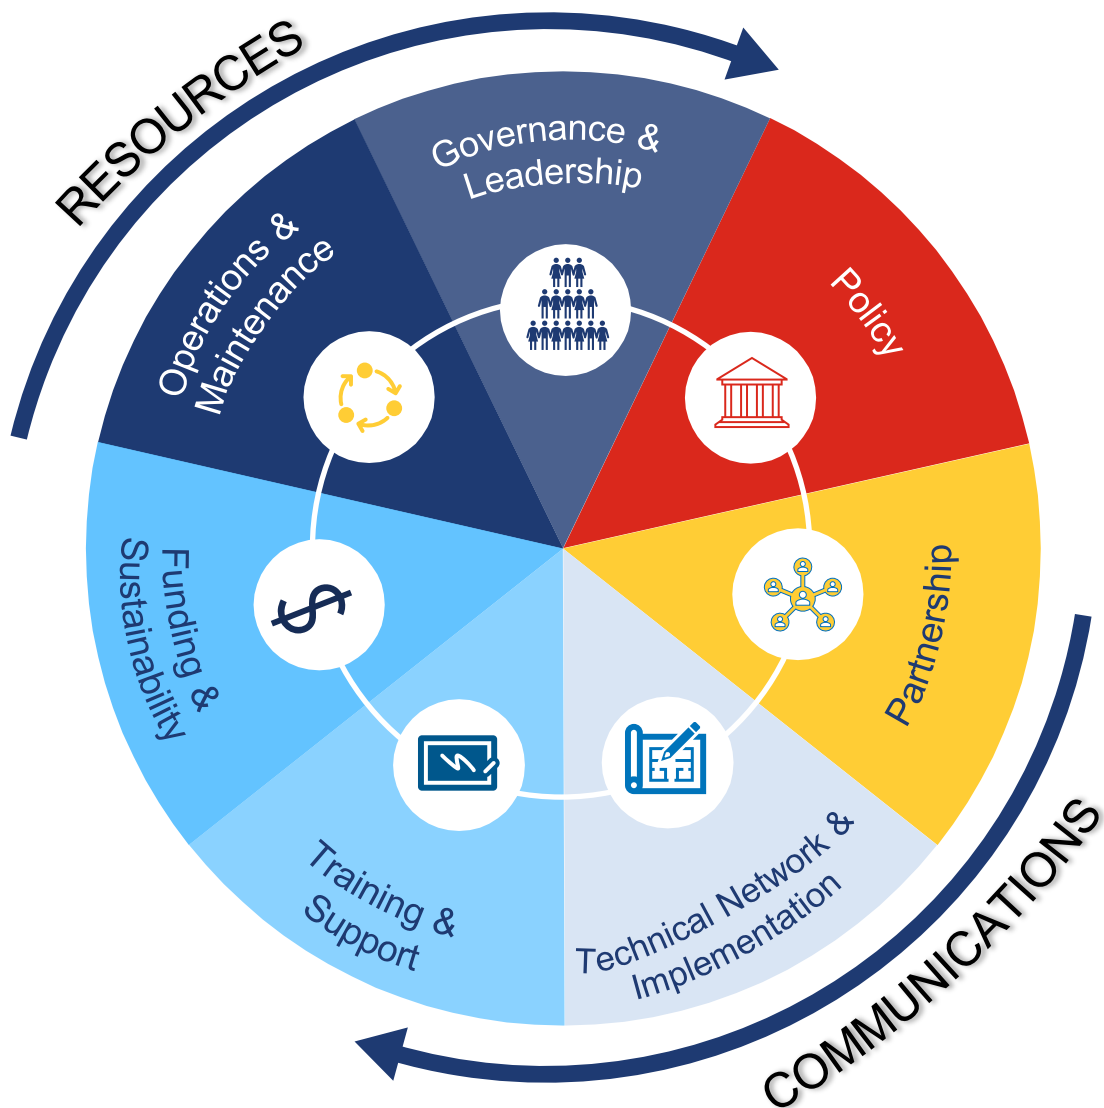 RESOURCES
Governance &
Leadership
Policy
Partnership
Technical Network &
Implementation
Training &
Support
Funding &
Sustainability
Operations &
Maintenance
COMMUNICATIONS